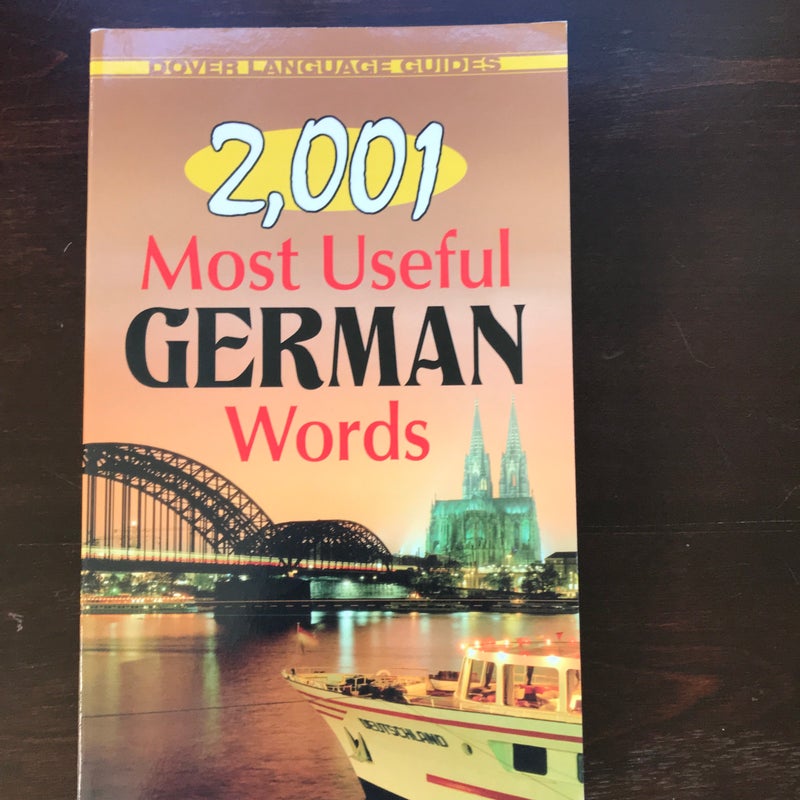 DOVER LANGUAGE GUIDES
2,001
Most Useful
GERMAN
Words
DEUTSCHLAND